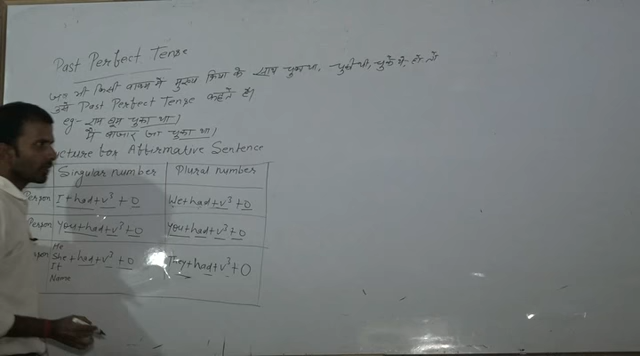 Past Perfect Tense
जब भी किसी वाक्य में मुख्य क्रिया के साथ चुका था, चुकी थी, चुके थे, हो तो
उसे Past Perfect Tense कहते है।
eg- राम घूम चुका था।
मैं बाजार जा चुका था।
ucture for Affirmative Sentence
Singular number Plural number
Person I+had+v³+O We+had+v³+O
Person You+had+v³+O You+had+v³+O
He
She+had+v³+O They+had+v³+O
It
Name